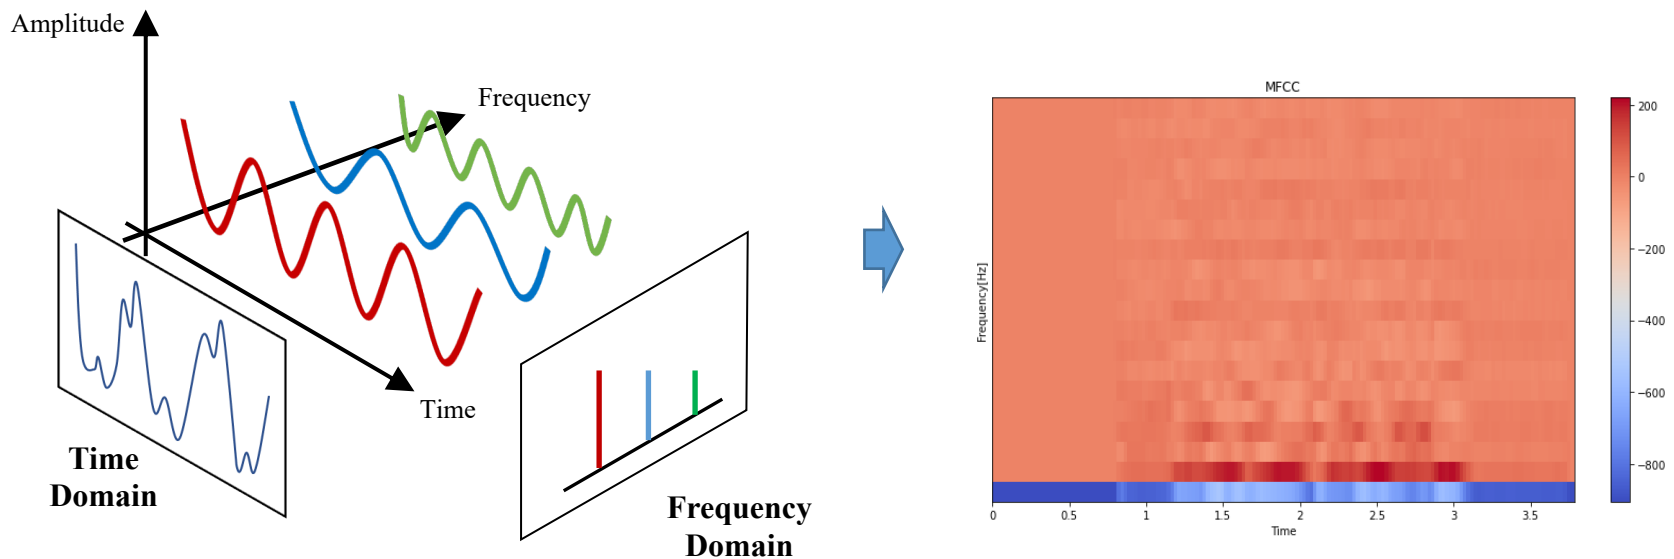 Amplitude
Frequency
Time
Time
Domain
Frequency
Domain
MFCC
Frequency[Hz]
200
0
−200
−400
−600
−800
0
0.5
1
1.5
2
2.5
3
3.5
Time